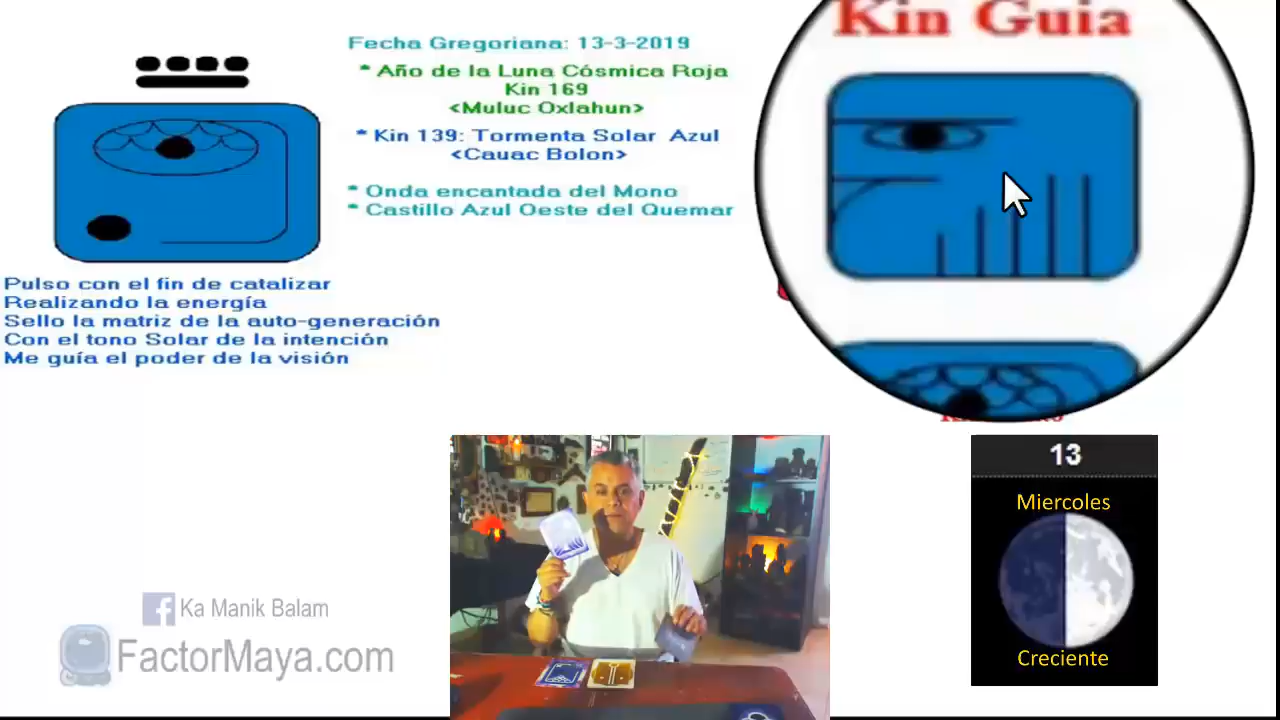 Fecha Gregoriana: 13-3-2019
* Año de la Luna Cósmica Roja
Kin 169
<Muluc Oxlahun>
* Kin 139: Tormenta Solar Azul
<Cauac Bolon>
* Onda encantada del Mono
* Castillo Azul Oeste del Quemar
Pulso con el fin de catalizar
Realizando la energía
Sello la matriz de la auto-generación
Con el tono Solar de la intención
Me guía el poder de la visión
Kin Guia
13
Miercoles
Creciente
Ka Manik Balam
FactorMaya.com